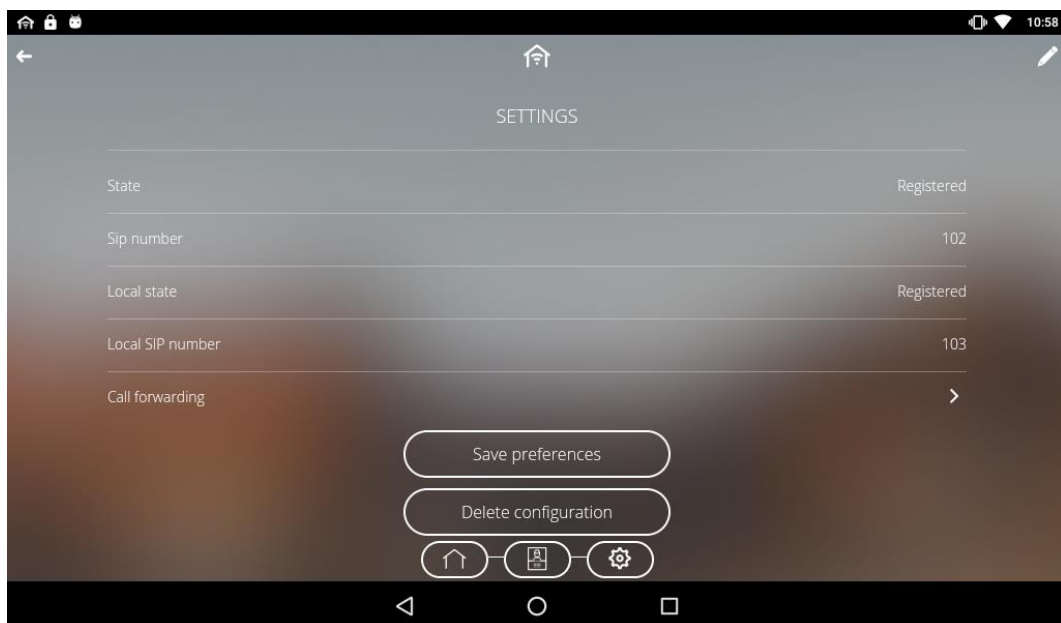 10:58
SETTINGS
State Registered
Sip number 102
Local state Registered
Local SIP number 103
Call forwarding
Save preferences
Delete configuration